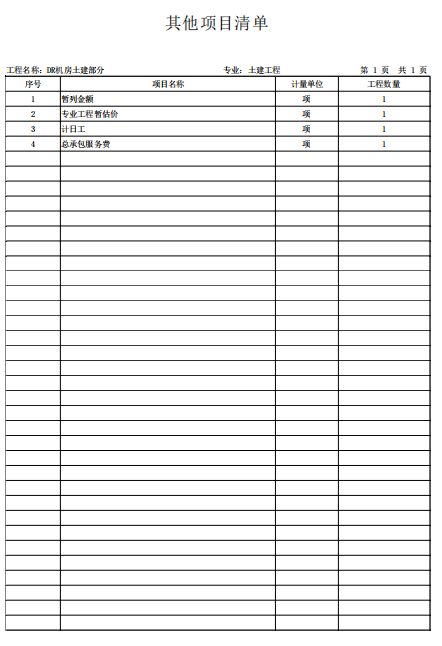 其他项目清单
工程名称：DR机房土建部分 专业：土建工程 第 1 页 共 1 页
序号 项目名称 计量单位 工程数量
1 暂列金额 项 1
2 专业工程暂估价 项 1
3 计日工 项 1
4 总承包服务费 项 1